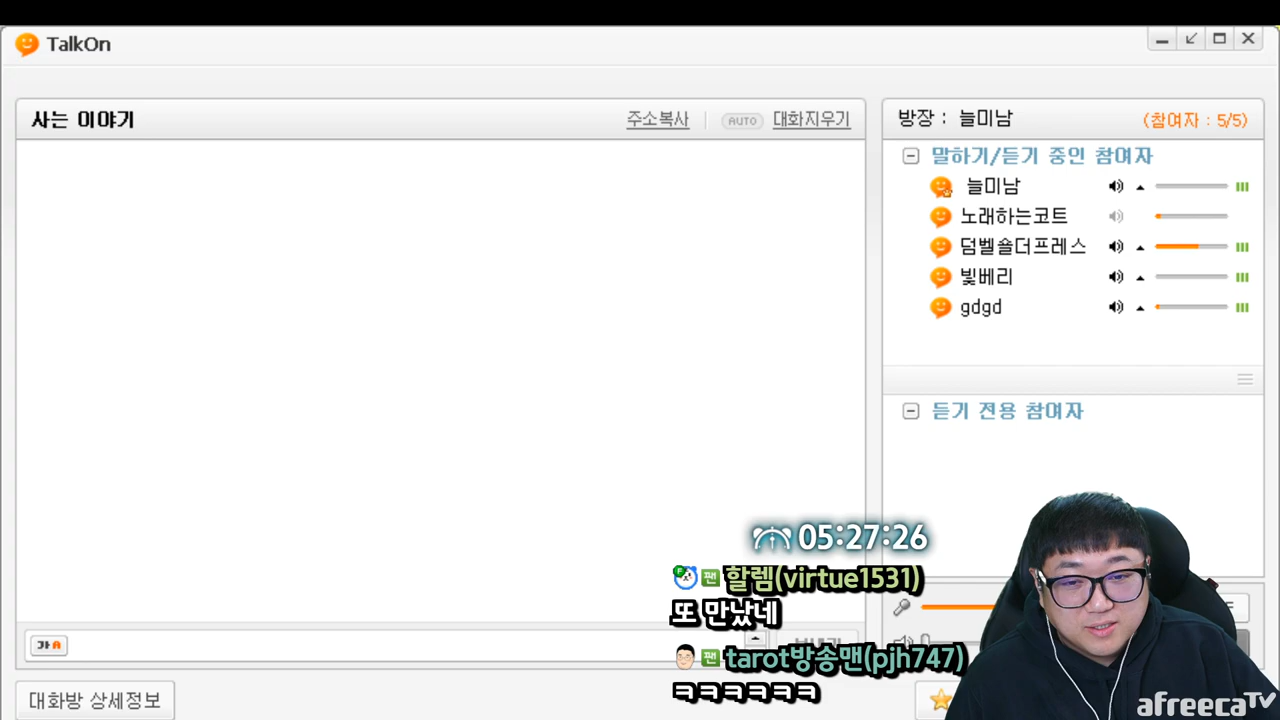 TalkOn
사는 이야기
주소복사
AUTO
대화지우기
방장 : 늘미남
(참여자 : 5/5)
말하기/듣기 중인 참여자
늘미남
노래하는코트
덤벨숄더프레스
빛베리
gdgd
듣기 전용 참여자
05:27:26
F 팬 할렘(virtue1531)
또 만났네
팬 tarot방송맨(pjh747)
ㅋㅋㅋㅋㅋㅋ
가A
대화방 상세정보
afreecaTV